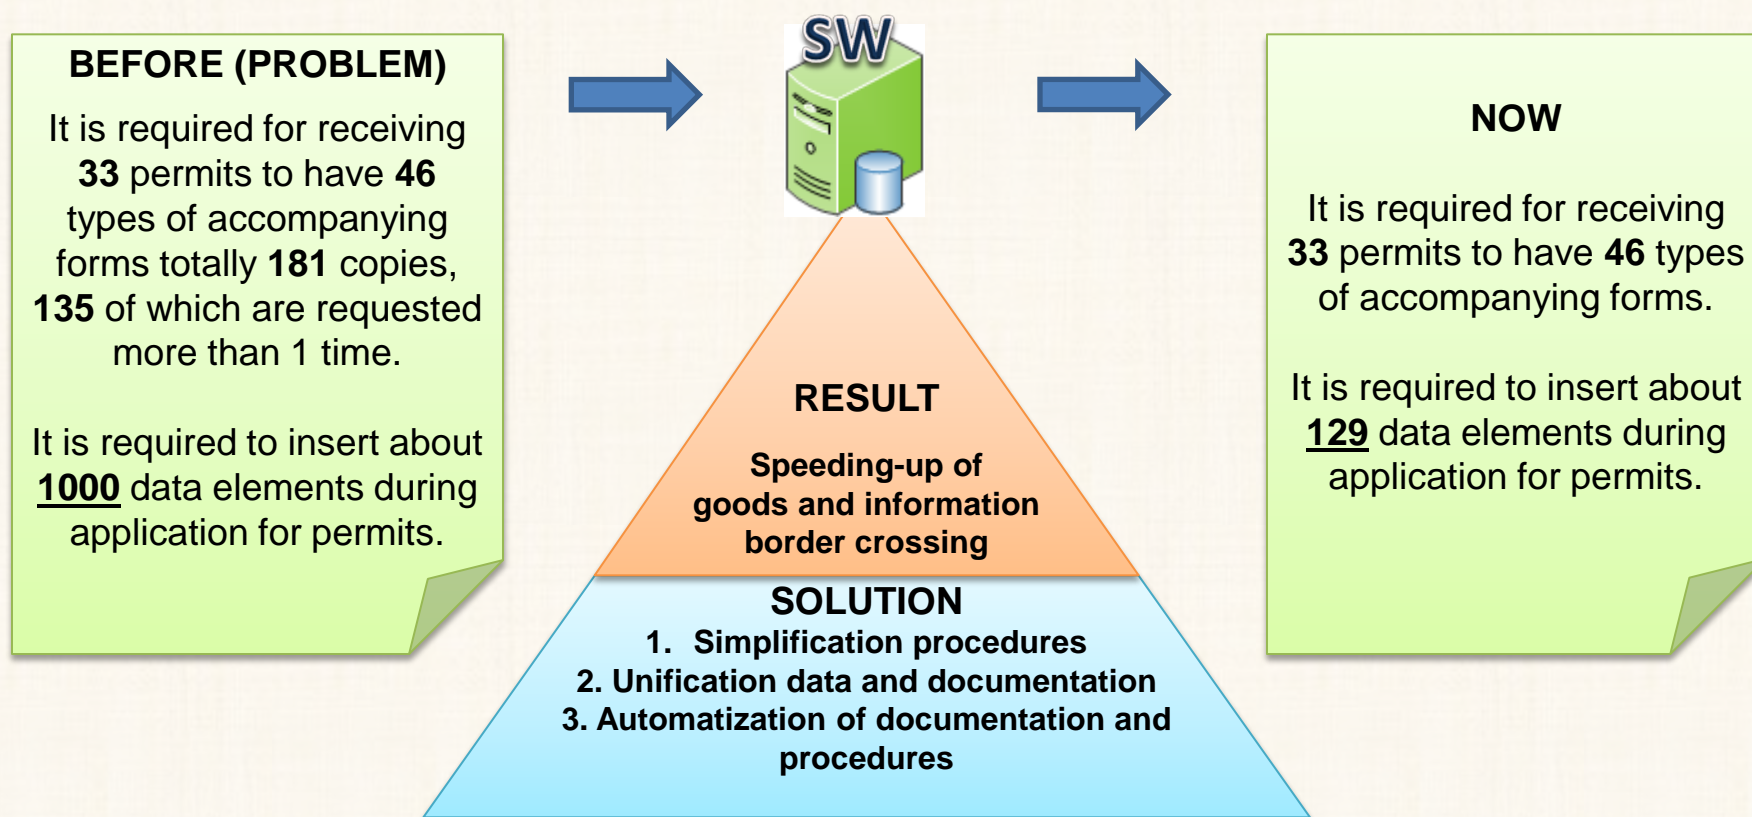 BEFORE (PROBLEM)
It is required for receiving
33 permits to have 46
types of accompanying
forms totally 181 copies,
135 of which are requested
more than 1 time.
It is required to insert about
1000 data elements during
application for permits.
SW
RESULT
Speeding-up of
goods and information
border crossing
SOLUTION
1. Simplification procedures
2. Unification data and documentation
3. Automatization of documentation and
procedures
NOW
It is required for receiving
33 permits to have 46 types
of accompanying forms.
It is required to insert about
129 data elements during
application for permits.